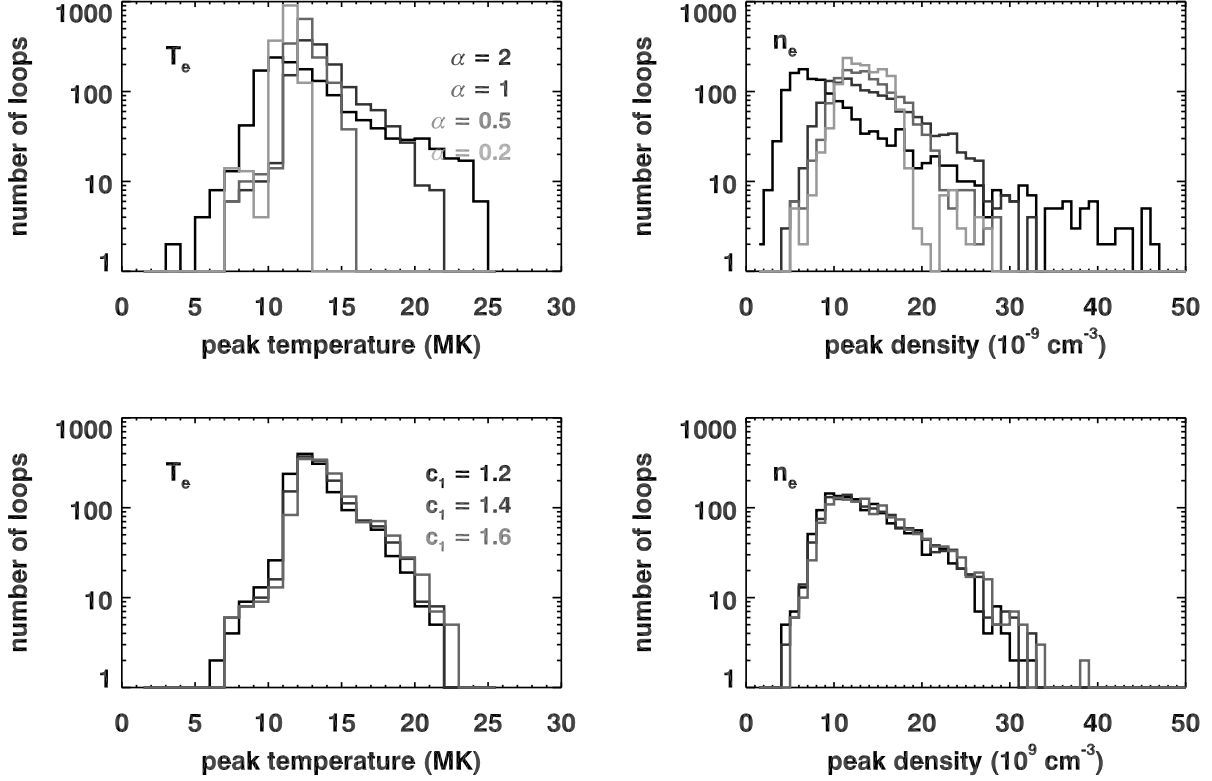 1000
100
10
1
number of loops
T_e
α = 2
α = 1
α = 0.5
α = 0.2
0 5 10 15 20 25 30
peak temperature (MK)
1000
100
10
1
number of loops
n_e
0 10 20 30 40 50
peak density (10^-9 cm^-3)
1000
100
10
1
number of loops
T_e
c_1 = 1.2
c_1 = 1.4
c_1 = 1.6
0 5 10 15 20 25 30
peak temperature (MK)
1000
100
10
1
number of loops
n_e
0 10 20 30 40 50
peak density (10^9 cm^-3)